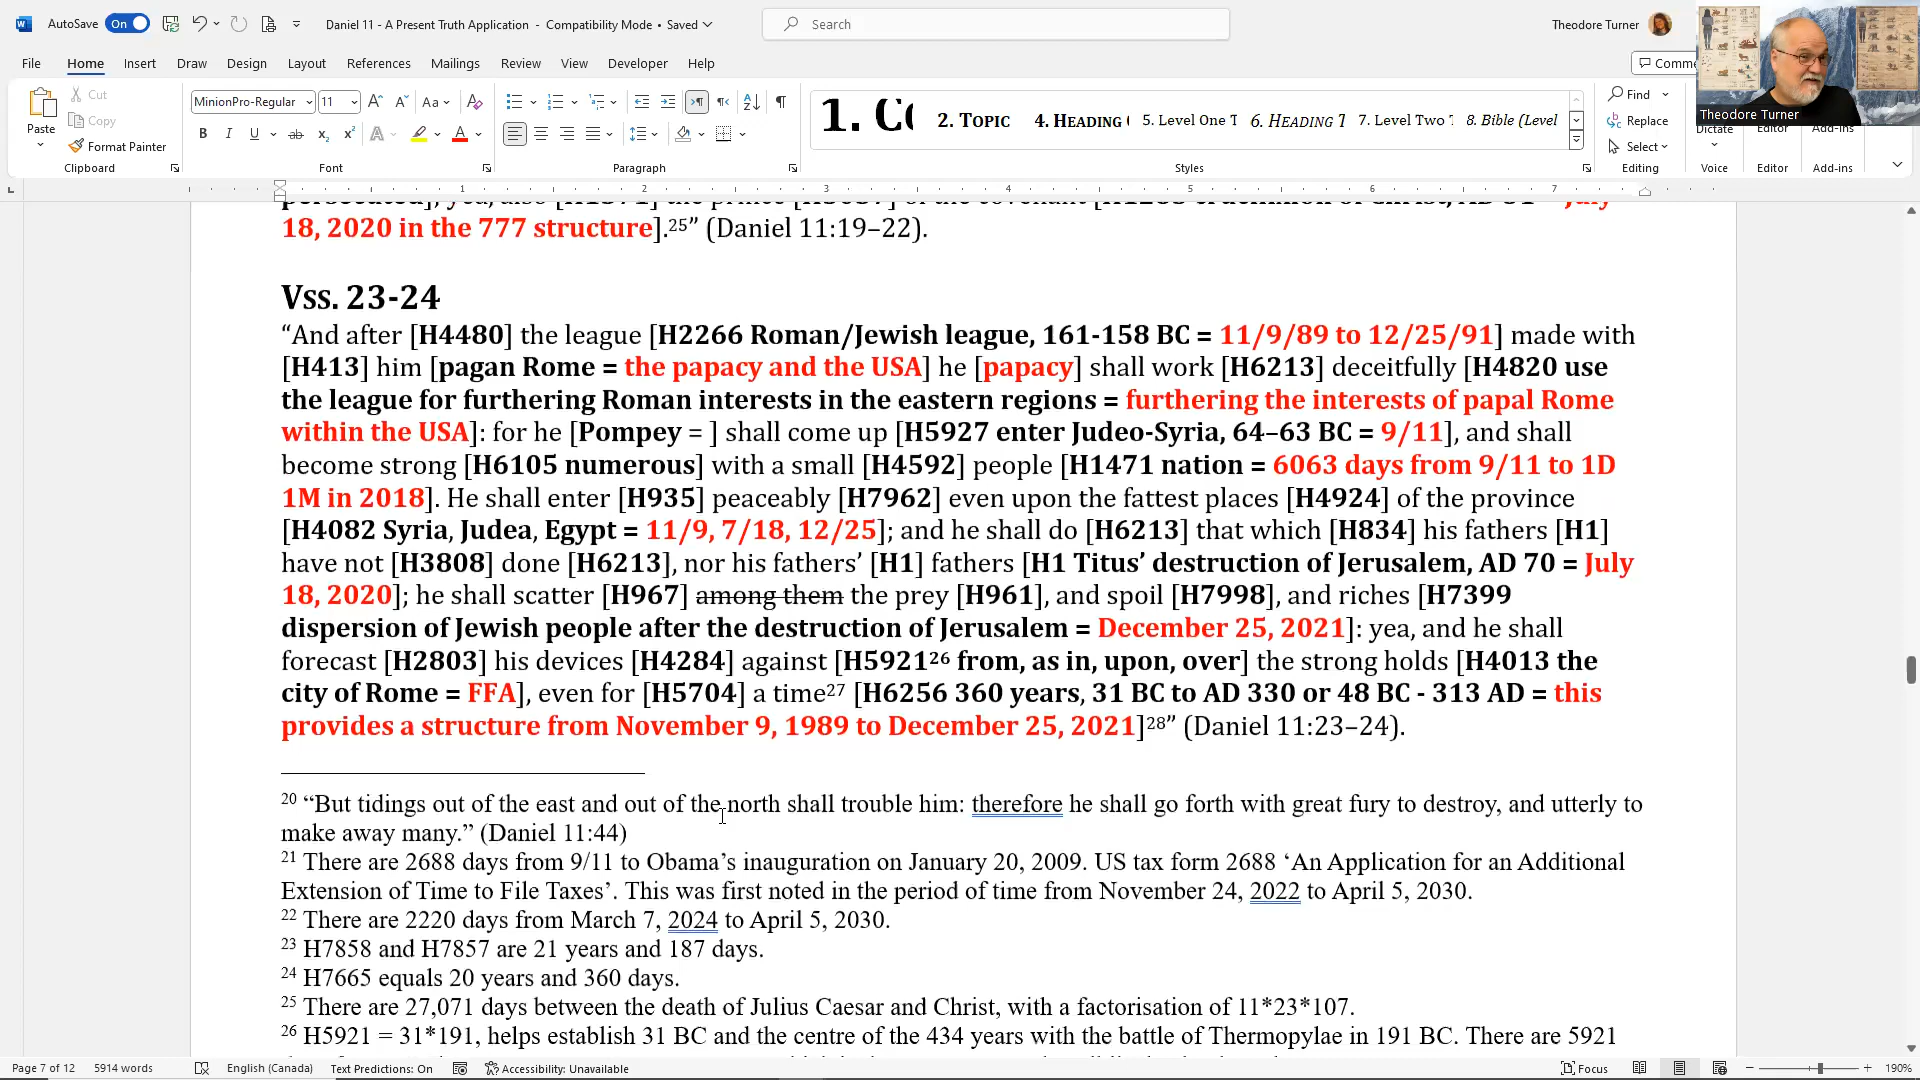 AutoSave On Daniel 11 - A Present Truth Application - Compatibility Mode • Saved Search Theodore Turner
File Home Insert Draw Design Layout References Mailings Review View Developer Help
Theodore Turner
Paste Cut Copy Format Painter Clipboard
MinionPro-Regular 11 Aa Font
Paragraph
1. 2. Topic 4. Heading 5. Level One T 6. Heading 7. Level Two 8. Bible (Level Styles
Find Replace Select Editing
Dictate Voice
Editor Editor
Add-ins Add-ins
1 2 3 4 5 6 7
18, 2020 in the 777 structure].25” (Daniel 11:19–22).
Vss. 23-24
“And after [H4480] the league [H2266 Roman/Jewish league, 161-158 BC = 11/9/89 to 12/25/91] made with
[H413] him [pagan Rome = the papacy and the USA] he [papacy] shall work [H6213] deceitfully [H4820 use
the league for furthering Roman interests in the eastern regions = furthering the interests of papal Rome
within the USA]: for he [Pompey = ] shall come up [H5927 enter Judeo-Syria, 64–63 BC = 9/11], and shall
become strong [H6105 numerous] with a small [H4592] people [H1471 nation = 6063 days from 9/11 to 1D
1M in 2018]. He shall enter [H935] peaceably [H7962] even upon the fattest places [H4924] of the province
[H4082 Syria, Judea, Egypt = 11/9, 7/18, 12/25]; and he shall do [H6213] that which [H834] his fathers [H1]
have not [H3808] done [H6213], nor his fathers’ [H1] fathers [H1 Titus’ destruction of Jerusalem, AD 70 = July
18, 2020]; he shall scatter [H967] among them the prey [H961], and spoil [H7998], and riches [H7399
dispersion of Jewish people after the destruction of Jerusalem = December 25, 2021]: yea, and he shall
forecast [H2803] his devices [H4284] against [H592126 from, as in, upon, over] the strong holds [H4013 the
city of Rome = FFA], even for [H5704] a time27 [H6256 360 years, 31 BC to AD 330 or 48 BC - 313 AD = this
provides a structure from November 9, 1989 to December 25, 2021]28” (Daniel 11:23–24).
20 “But tidings out of the east and out of the north shall trouble him: therefore he shall go forth with great fury to destroy, and utterly to
make away many.” (Daniel 11:44)
21 There are 2688 days from 9/11 to Obama’s inauguration on January 20, 2009. US tax form 2688 ‘An Application for an Additional
Extension of Time to File Taxes’. This was first noted in the period of time from November 24, 2022 to April 5, 2030.
22 There are 2220 days from March 7, 2024 to April 5, 2030.
23 H7858 and H7857 are 21 years and 187 days.
24 H7665 equals 20 years and 360 days.
25 There are 27,071 days between the death of Julius Caesar and Christ, with a factorisation of 11*23*107.
26 H5921 = 31*191, helps establish 31 BC and the centre of the 434 years with the battle of Thermopylae in 191 BC. There are 5921
Page 7 of 12 5914 words English (Canada) Text Predictions: On Accessibility: Unavailable Focus 190%